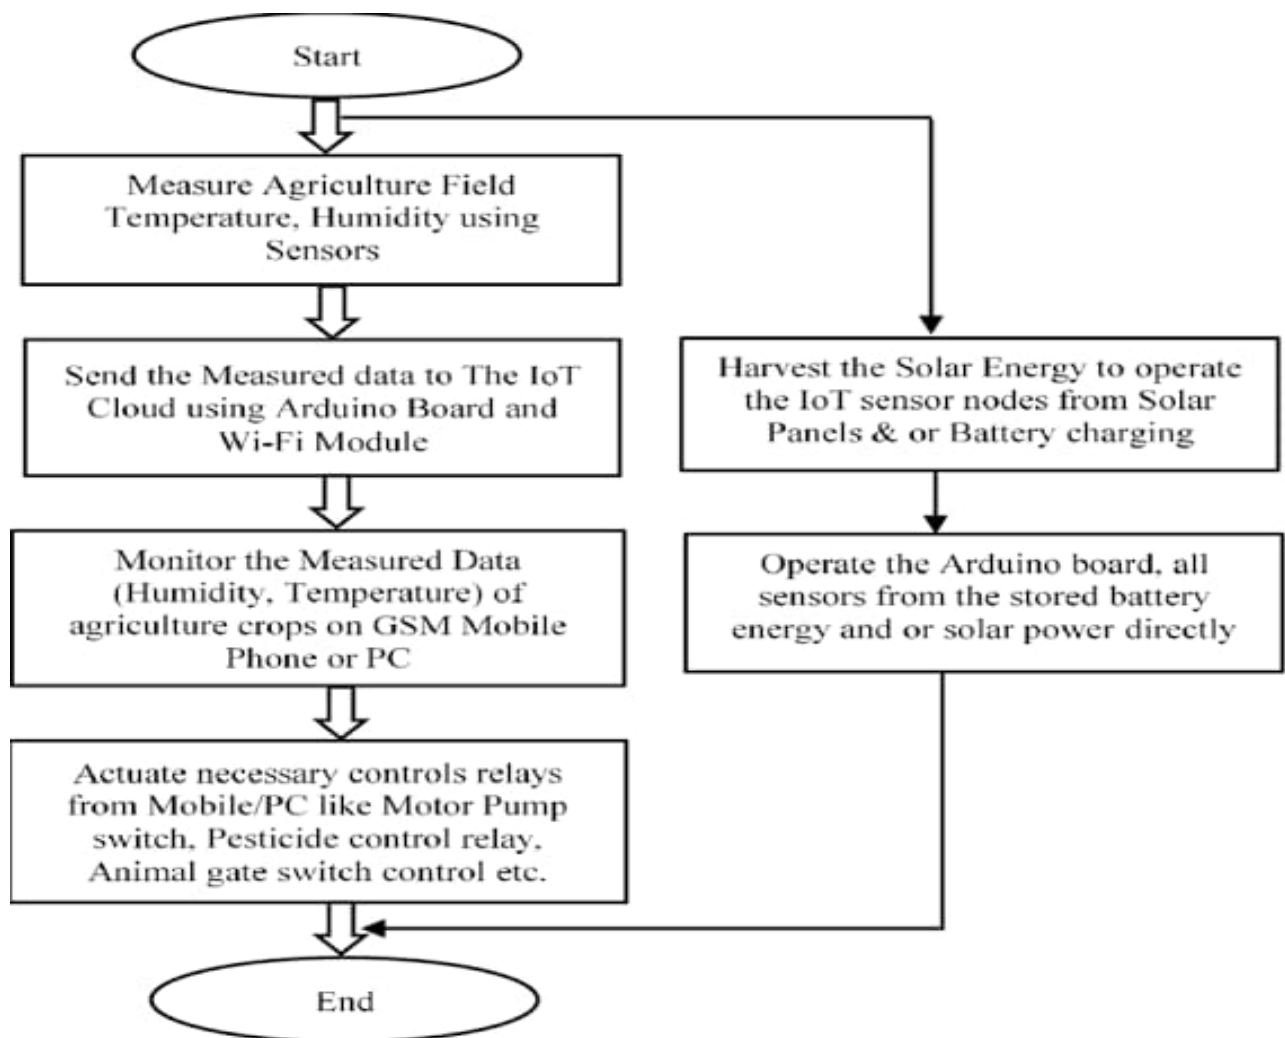 Start
Measure Agriculture Field
Temperature, Humidity using
Sensors
Send the Measured data to The IoT
Cloud using Arduino Board and
Wi-Fi Module
Monitor the Measured Data
(Humidity, Temperature) of
agriculture crops on GSM Mobile
Phone or PC
Actuate necessary controls relays
from Mobile/PC like Motor Pump
switch, Pesticide control relay,
Animal gate switch control etc.
Harvest the Solar Energy to operate
the IoT sensor nodes from Solar
Panels & or Battery charging
Operate the Arduino board, all
sensors from the stored battery
energy and or solar power directly
End